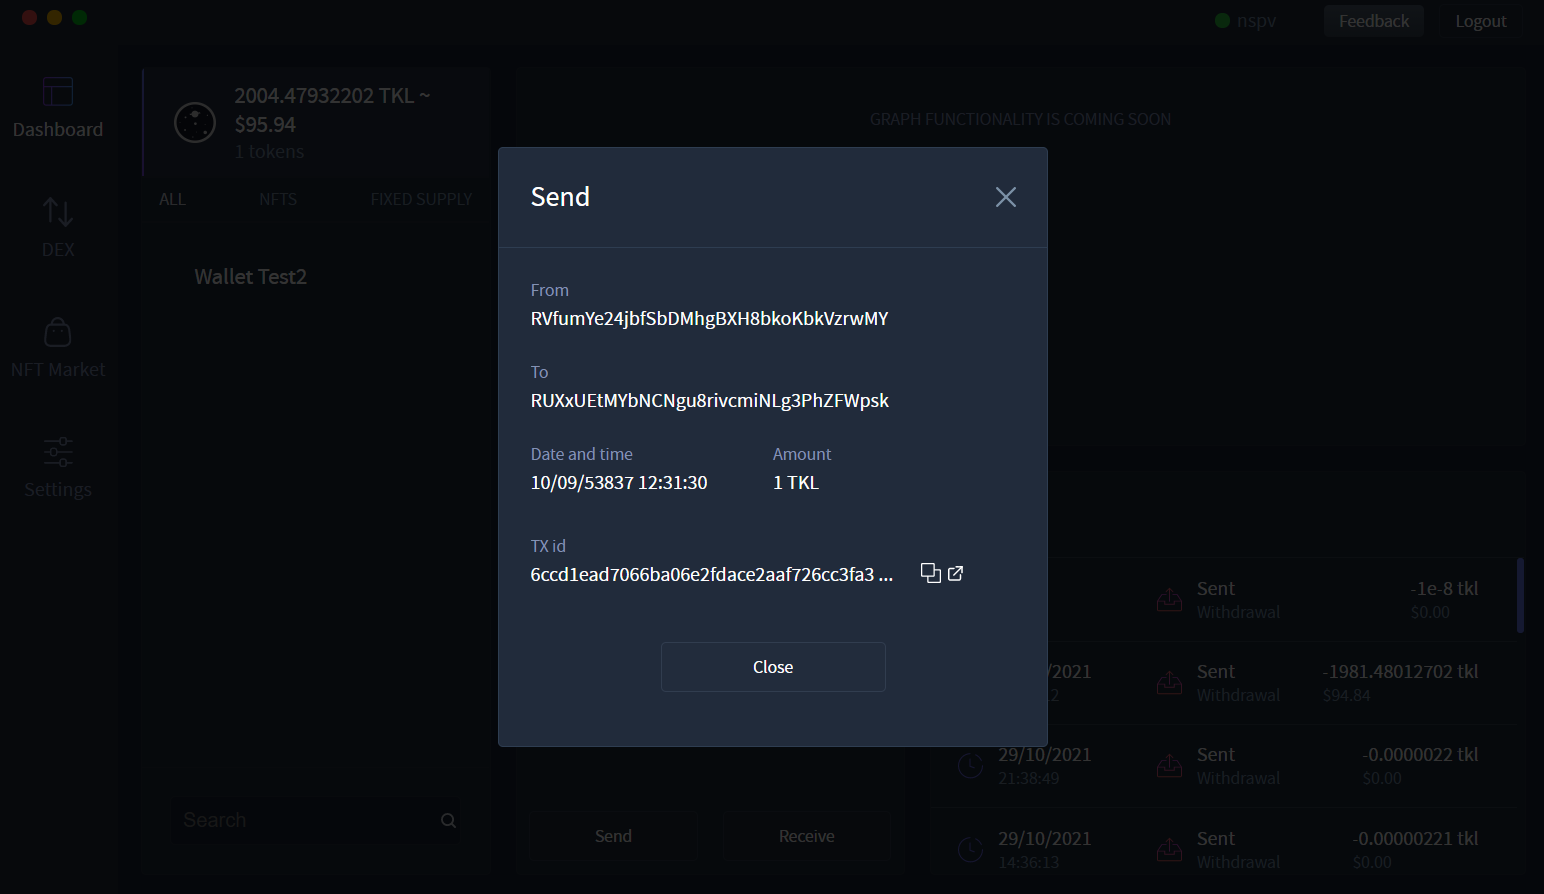 nspv
Feedback
Logout
Dashboard
DEX
NFT Market
Settings
2004.47932202 TKL ~
$95.94
1 tokens
ALL
NFTS
FIXED SUPPLY
Wallet Test2
Search
GRAPH FUNCTIONALITY IS COMING SOON
Send
From
RVfumYe24jbfSbDMhgBXH8bkoKbkVzrwMY
To
RUXxUEtMYbNCNgu8rivcmiNLg3PhZFWpsk
Date and time
10/09/53837 12:31:30
Amount
1 TKL
TX id
6ccd1ead7066ba06e2fdace2aaf726cc3fa3 ...
Close
Send
Receive
Sent
Withdrawal
-1e-8 tkl
$0.00
/2021
2
Sent
Withdrawal
-1981.48012702 tkl
$94.84
29/10/2021
21:38:49
Sent
Withdrawal
-0.0000022 tkl
$0.00
29/10/2021
14:36:13
Sent
Withdrawal
-0.00000221 tkl
$0.00